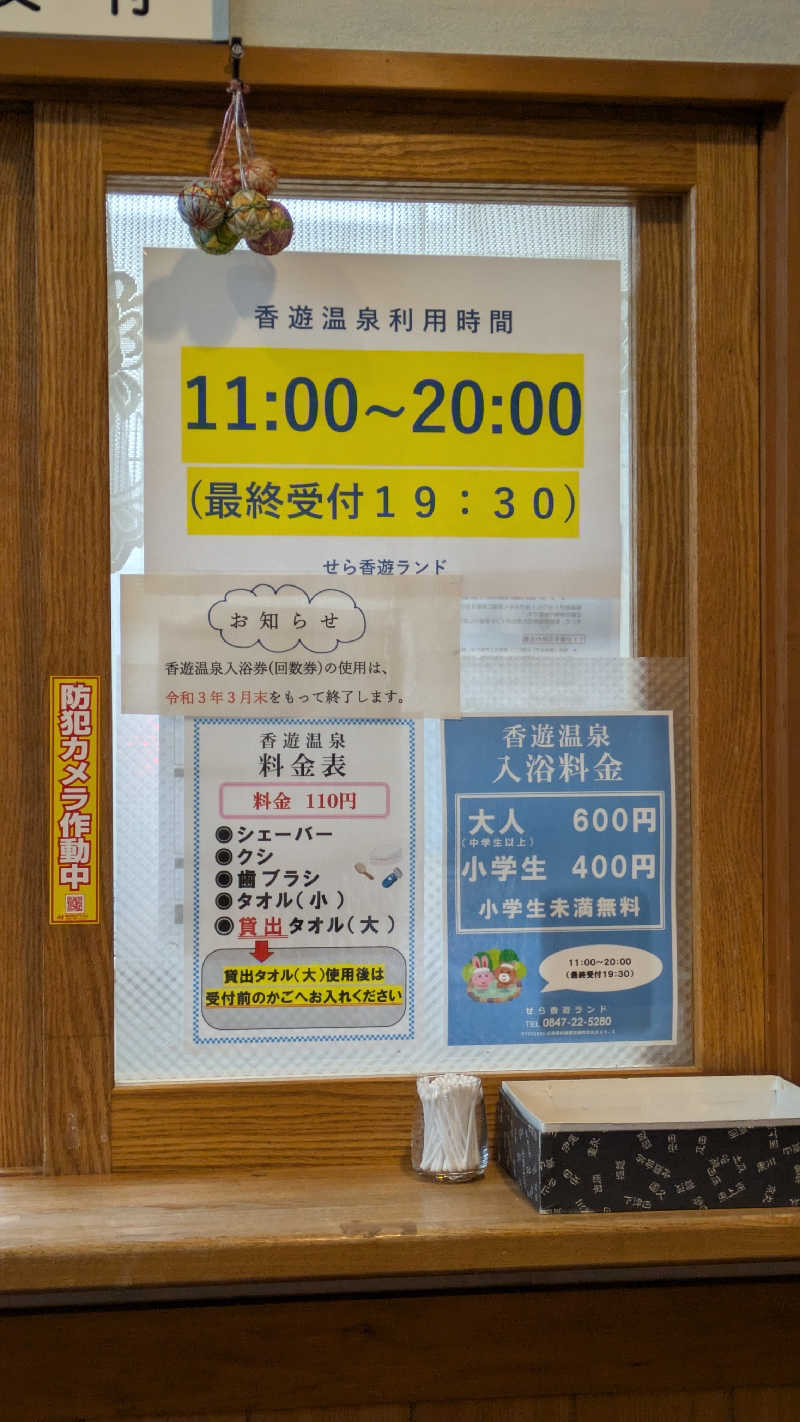 受付
香遊温泉利用時間
11:00~20:00
(最終受付19:30)
せら香遊ランド
お知らせ
香遊温泉入浴券(回数券)の使用は、
令和3年3月末をもって終了します。
防犯カメラ作動中
香遊温泉
料金表
料金 110円
◉シェーバー
◉クシ
◉歯ブラシ
◉タオル(小)
◉貸出タオル(大)
貸出タオル(大)使用後は
受付前のかごへお入れください
香遊温泉
入浴料金
大人 600円
(中学生以上)
小学生 400円
小学生未満無料
11:00~20:00
(最終受付19:30)
せら香遊ランド
TEL 0847-22-5280